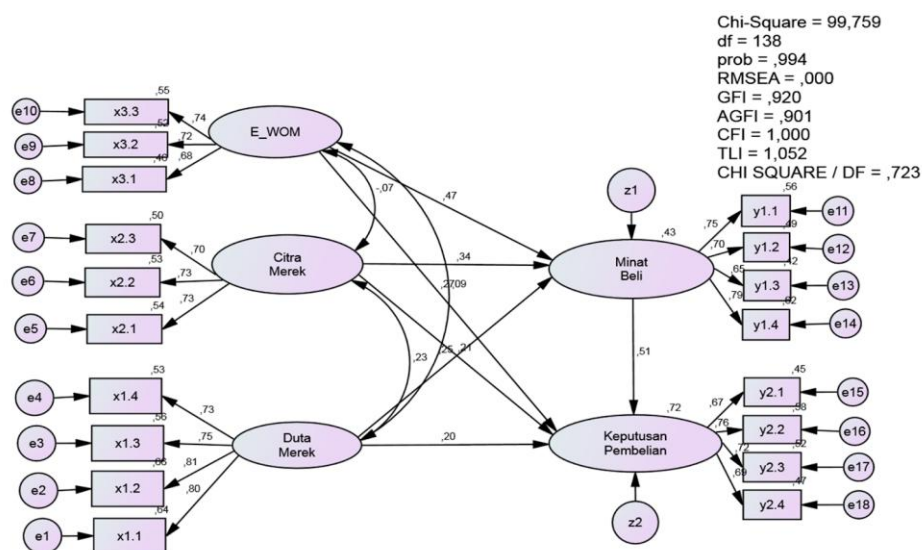 Chi-Square = 99,759
df = 138
prob = ,994
RMSEA = ,000
GFI = ,920
AGFI = ,901
CFI = 1,000
TLI = 1,052
CHI SQUARE / DF = ,723
e10
x3.3
,55
,74
e9
x3.2
,52
,72
e8
x3.1
,68
E_WOM
-,07
,47
e7
x2.3
,50
,70
e6
x2.2
,53
,73
e5
x2.1
,54
,73
Citra
Merek
,34
,23
,25
,21
e4
x1.4
,53
,73
e3
x1.3
,56
,75
e2
x1.2
,81
e1
x1.1
,64
,80
Duta
Merek
,20
z1
,43
Minat
Beli
,51
,56
,75
y1.1
e11
,70
y1.2
e12
,65
y1.3
e13
,79
y1.4
e14
,72
Keputusan
Pembelian
z2
,45
,67
y2.1
e15
,76
y2.2
e16
,72
y2.3
e17
,69
y2.4
e18